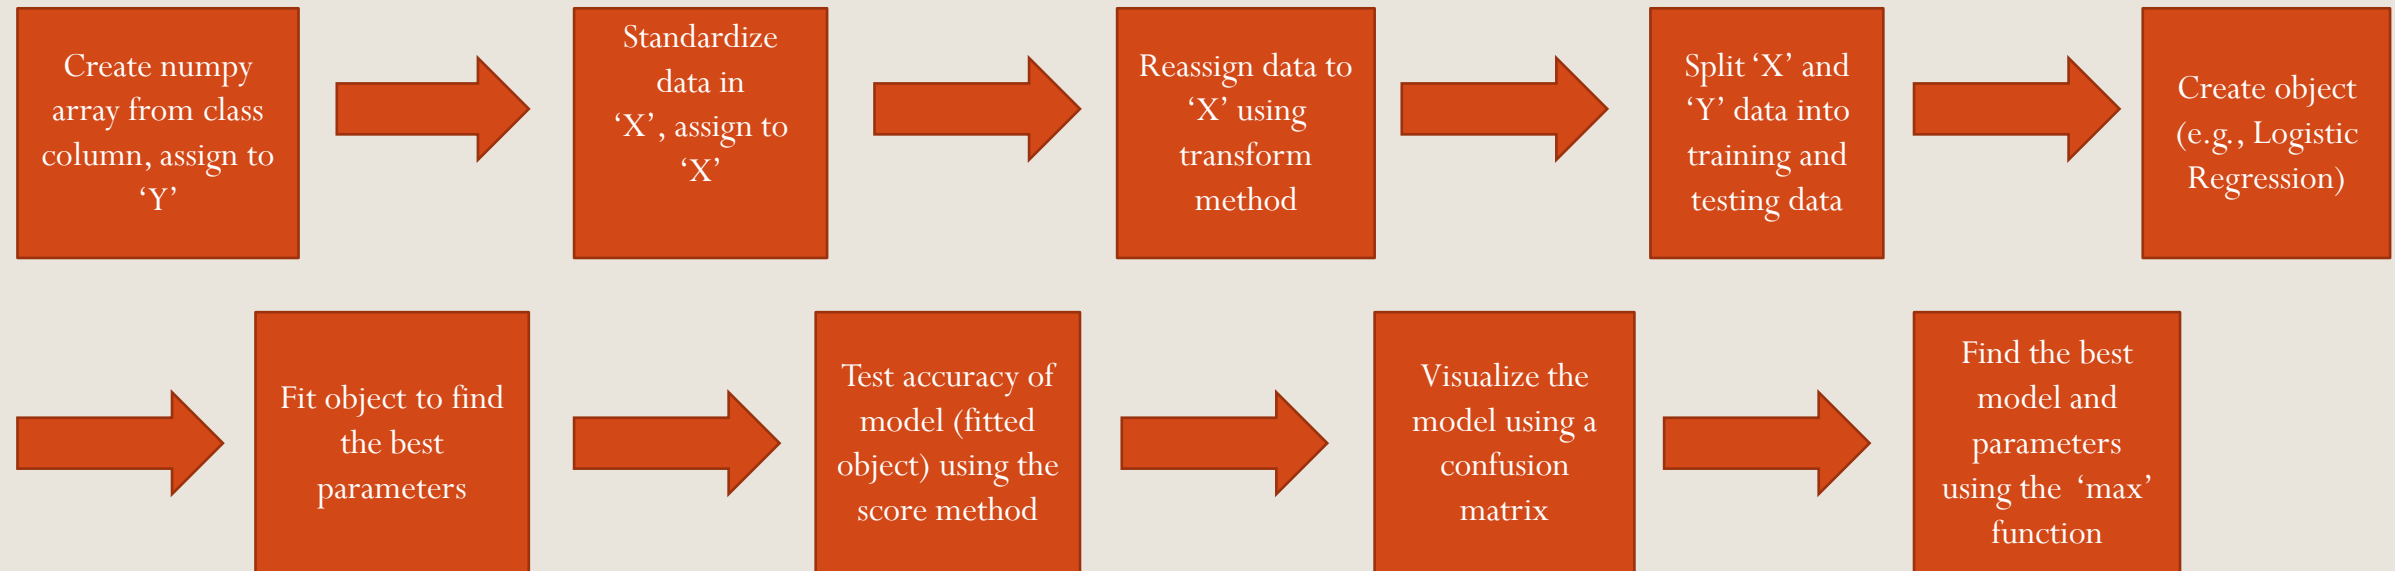 Create numpy
array from class
column, assign to
‘Y’
Standardize
data in
‘X’, assign to
‘X’
Reassign data to
‘X’ using
transform
method
Split ‘X’ and
‘Y’ data into
training and
testing data
Create object
(e.g., Logistic
Regression)
Fit object to find
the best
parameters
Test accuracy of
model (fitted
object) using the
score method
Visualize the
model using a
confusion
matrix
Find the best
model and
parameters
using the ‘max’
function